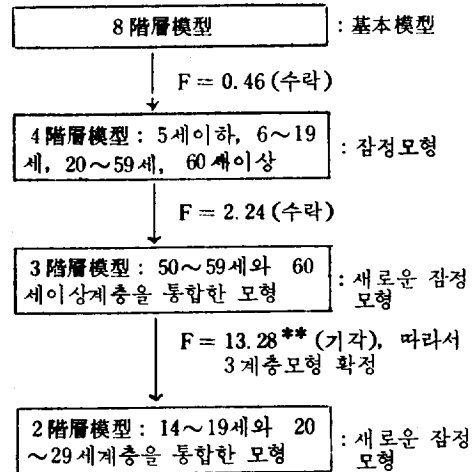 8階層模型
: 基本模型
F = 0.46 (수락)
4階層模型 : 5세이하, 6～19
세, 20～59세, 60세이상
: 잠정모형
F = 2.24 (수락)
3階層模型 : 50～59세와 60
세이상계층을 통합한 모형
: 새로운 잠정
모형
F = 13.28** (기각), 따라서
3계층모형 확정
2階層模型 : 14～19세와 20
～29세계층을 통합한 모형
: 새로운 잠정
모형